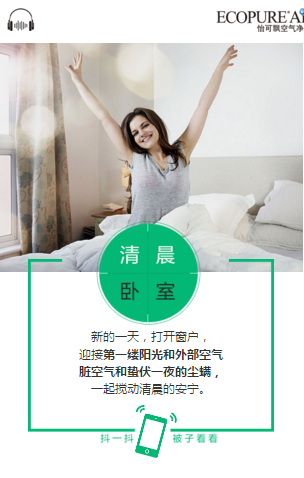 ECOPURE®AI
怡可飘空气净
清晨
卧室
新的一天，打开窗户，
迎接第一缕阳光和外部空气
脏空气和蛰伏一夜的尘螨，
一起搅动清晨的安宁。
抖一抖 被子看看